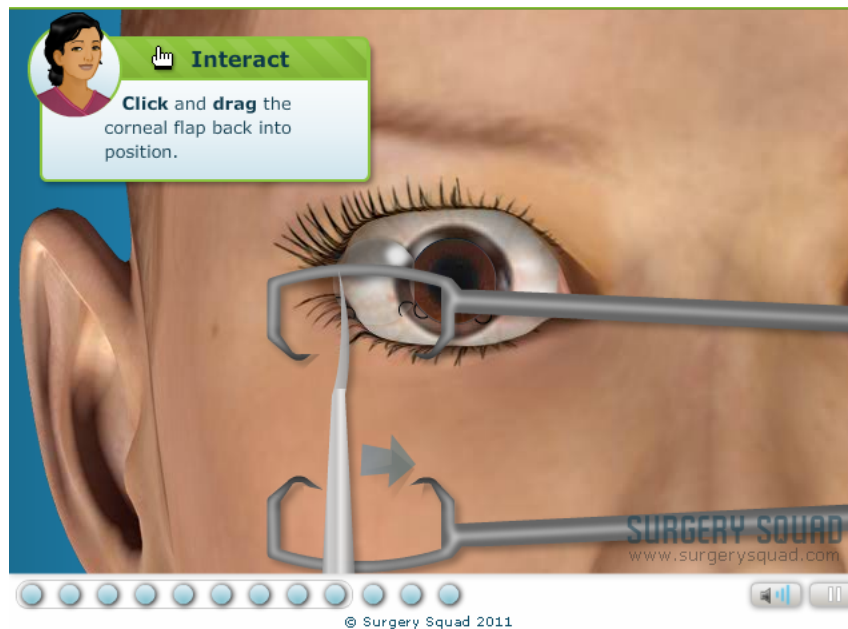 Interact
Click and drag the
corneal flap back into
position.
SURGERY SQUAD
www.surgerysquad.com
© Surgery Squad 2011